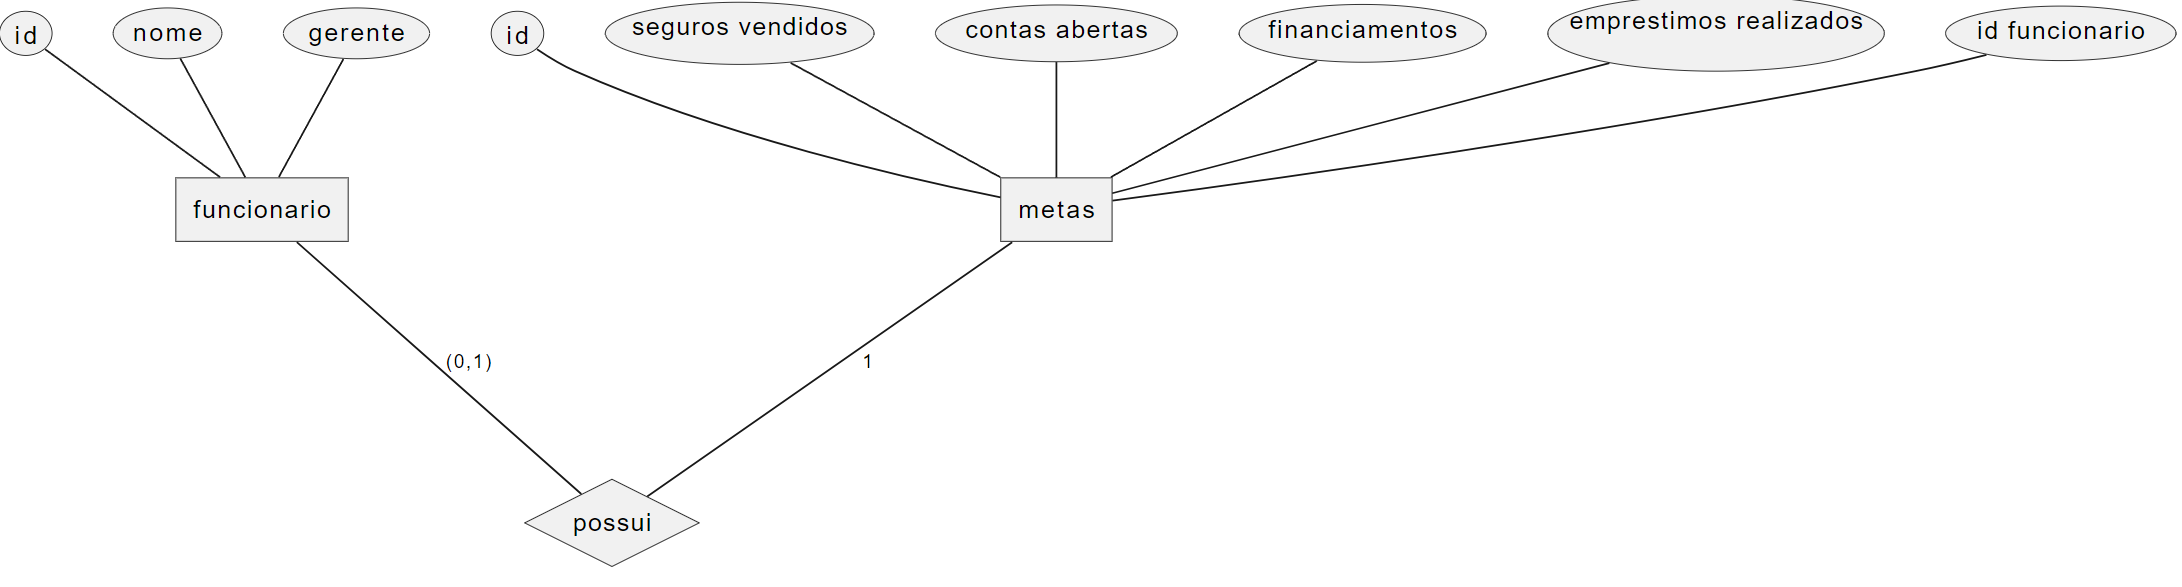 id
nome
gerente
id
seguros vendidos
contas abertas
financiamentos
emprestimos realizados
id funcionario
funcionario
metas
(0,1)
1
possui